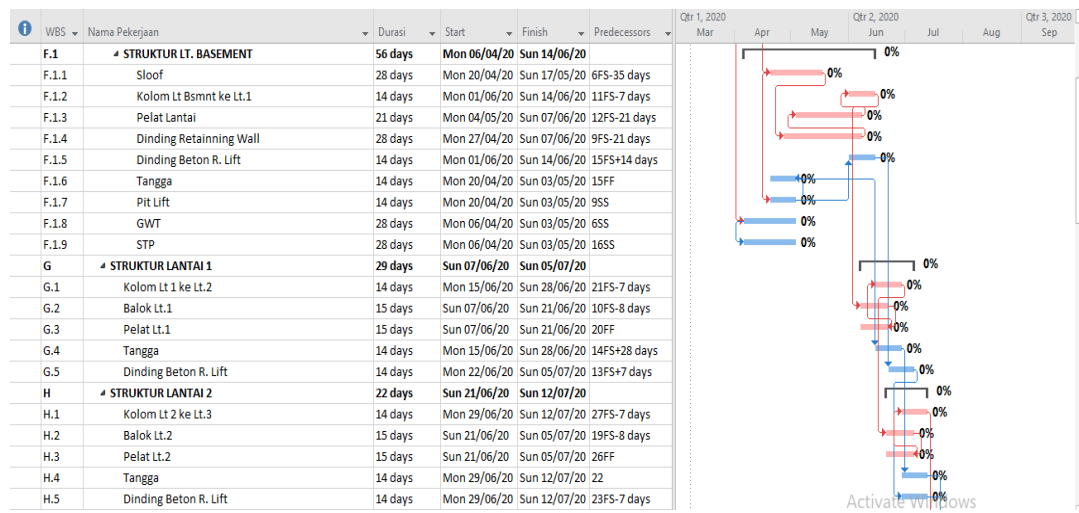 Qtr 1, 2020 Qtr 2, 2020 Qtr 3, 2020
WBS Nama Pekerjaan Durasi Start Finish Predecessors Mar Apr May Jun Jul Aug Sep
F.1 STRUKTUR LT. BASEMENT 56 days Mon 06/04/20 Sun 14/06/20 0%
F.1.1 Sloof 28 days Mon 20/04/20 Sun 17/05/20 6FS-35 days 0%
F.1.2 Kolom Lt Bsmnt ke Lt.1 14 days Mon 01/06/20 Sun 14/06/20 11FS-7 days 0%
F.1.3 Pelat Lantai 21 days Mon 04/05/20 Sun 07/06/20 12FS-21 days 0%
F.1.4 Dinding Retainning Wall 28 days Mon 27/04/20 Sun 07/06/20 9FS-21 days 0%
F.1.5 Dinding Beton R. Lift 14 days Mon 01/06/20 Sun 14/06/20 15FS+14 days 0%
F.1.6 Tangga 14 days Mon 20/04/20 Sun 03/05/20 15FF 0%
F.1.7 Pit Lift 14 days Mon 20/04/20 Sun 03/05/20 9SS 0%
F.1.8 GWT 28 days Mon 06/04/20 Sun 03/05/20 6SS 0%
F.1.9 STP 28 days Mon 06/04/20 Sun 03/05/20 16SS 0%
G STRUKTUR LANTAI 1 29 days Sun 07/06/20 Sun 05/07/20 0%
G.1 Kolom Lt 1 ke Lt.2 14 days Mon 15/06/20 Sun 28/06/20 21FS-7 days 0%
G.2 Balok Lt.1 15 days Sun 07/06/20 Sun 21/06/20 10FS-8 days 0%
G.3 Pelat Lt.1 15 days Sun 07/06/20 Sun 21/06/20 20FF 0%
G.4 Tangga 14 days Mon 15/06/20 Sun 28/06/20 14FS+28 days 0%
G.5 Dinding Beton R. Lift 14 days Mon 22/06/20 Sun 05/07/20 13FS+7 days 0%
H STRUKTUR LANTAI 2 22 days Sun 21/06/20 Sun 12/07/20 0%
H.1 Kolom Lt 2 ke Lt.3 14 days Mon 29/06/20 Sun 12/07/20 27FS-7 days 0%
H.2 Balok Lt.2 15 days Sun 21/06/20 Sun 05/07/20 19FS-8 days 0%
H.3 Pelat Lt.2 15 days Sun 21/06/20 Sun 05/07/20 26FF 0%
H.4 Tangga 14 days Mon 29/06/20 Sun 12/07/20 22 0%
H.5 Dinding Beton R. Lift 14 days Mon 29/06/20 Sun 12/07/20 23FS-7 days 0%
Activate Windows